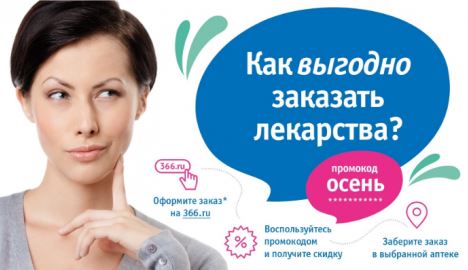 Как выгодно
заказать
лекарства?
промокод
осень
366.ru
Оформите заказ*
на 366.ru
Воспользуйтесь
промокодом
и получите скидку
Заберите заказ
в выбранной аптеке